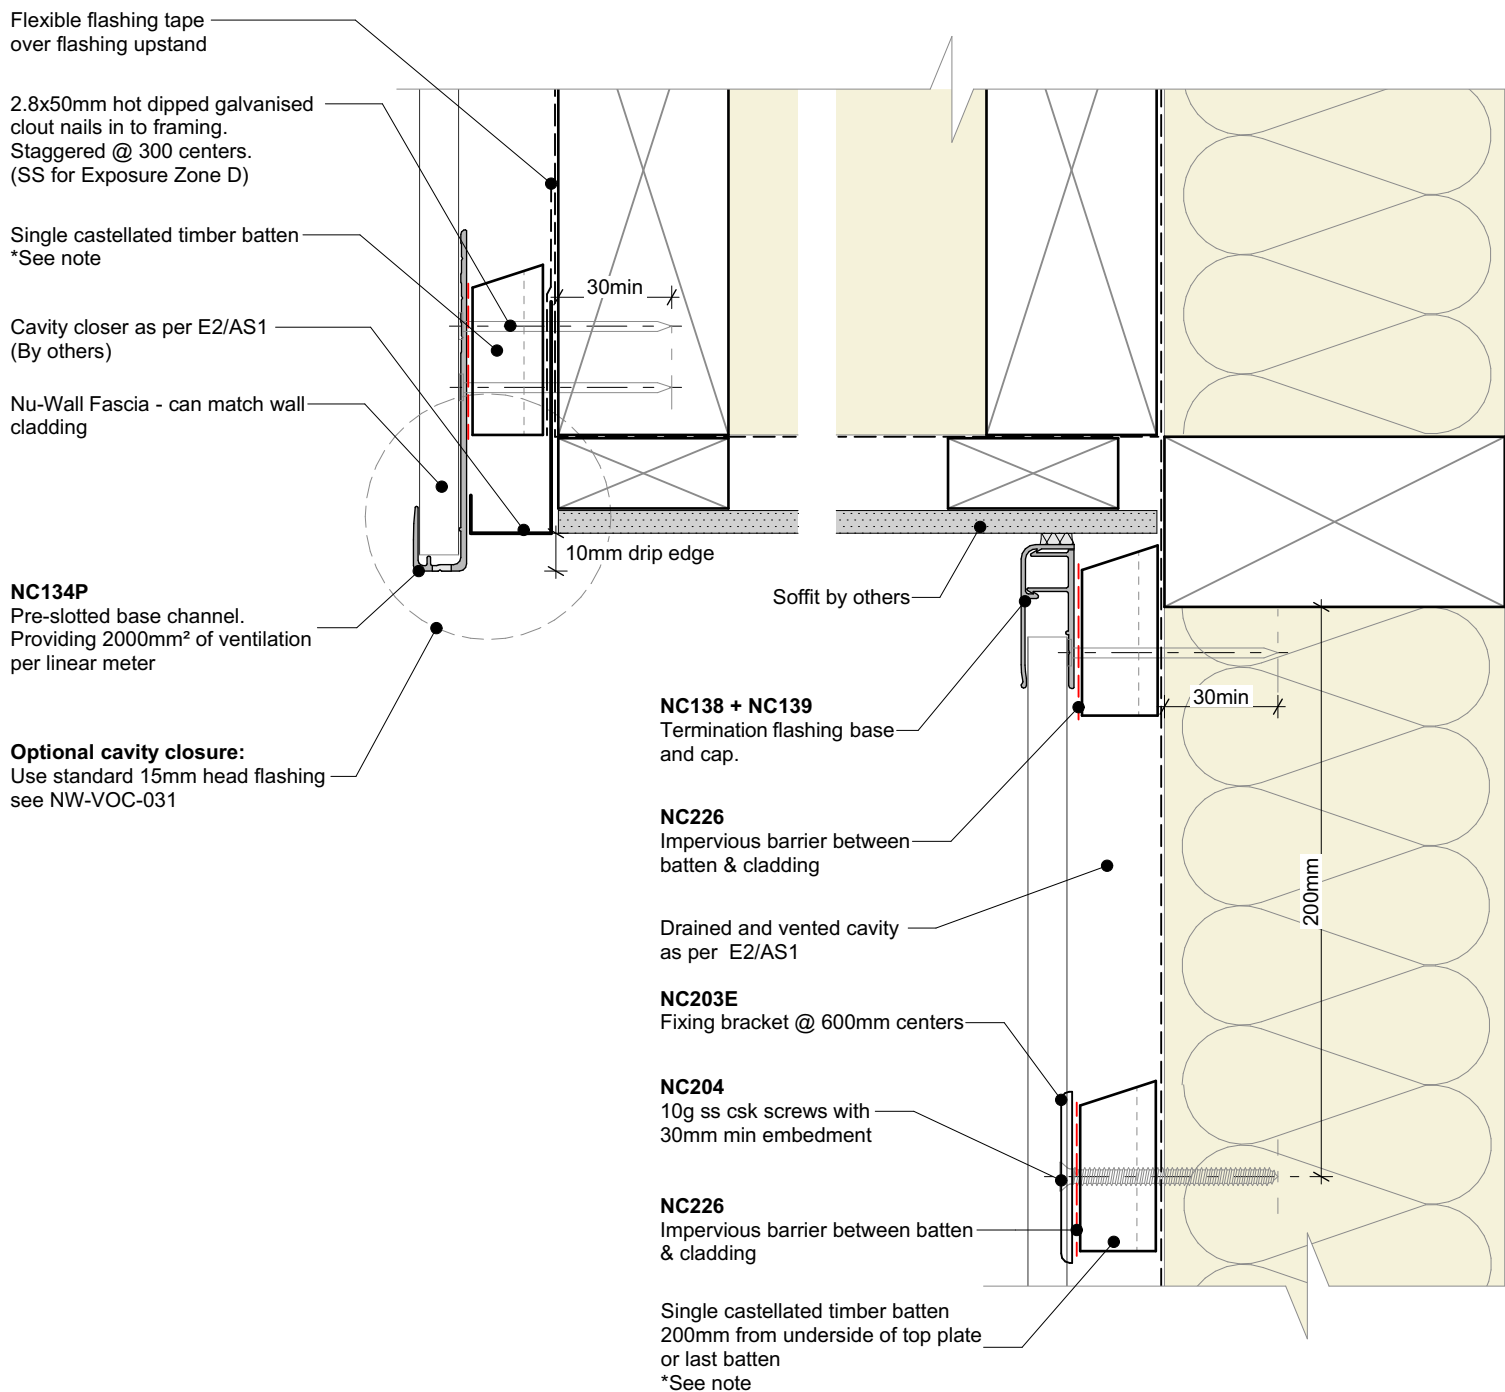 Flexible flashing tape
over flashing upstand
2.8x50mm hot dipped galvanised
clout nails in to framing.
Staggered @ 300 centers.
(SS for Exposure Zone D)
Single castellated timber batten
*See note
Cavity closer as per E2/AS1
(By others)
Nu-Wall Fascia - can match wall
cladding
NC134P
Pre-slotted base channel.
Providing 2000mm² of ventilation
per linear meter
Optional cavity closure:
Use standard 15mm head flashing
see NW-VOC-031
30min
10mm drip edge
Soffit by others
NC138 + NC139
Termination flashing base
and cap.
NC226
Impervious barrier between
batten & cladding
Drained and vented cavity
as per  E2/AS1
NC203E
Fixing bracket @ 600mm centers
NC204
10g ss csk screws with
30mm min embedment
NC226
Impervious barrier between batten
& cladding
Single castellated timber batten
200mm from underside of top plate
or last batten
*See note
30min
200mm